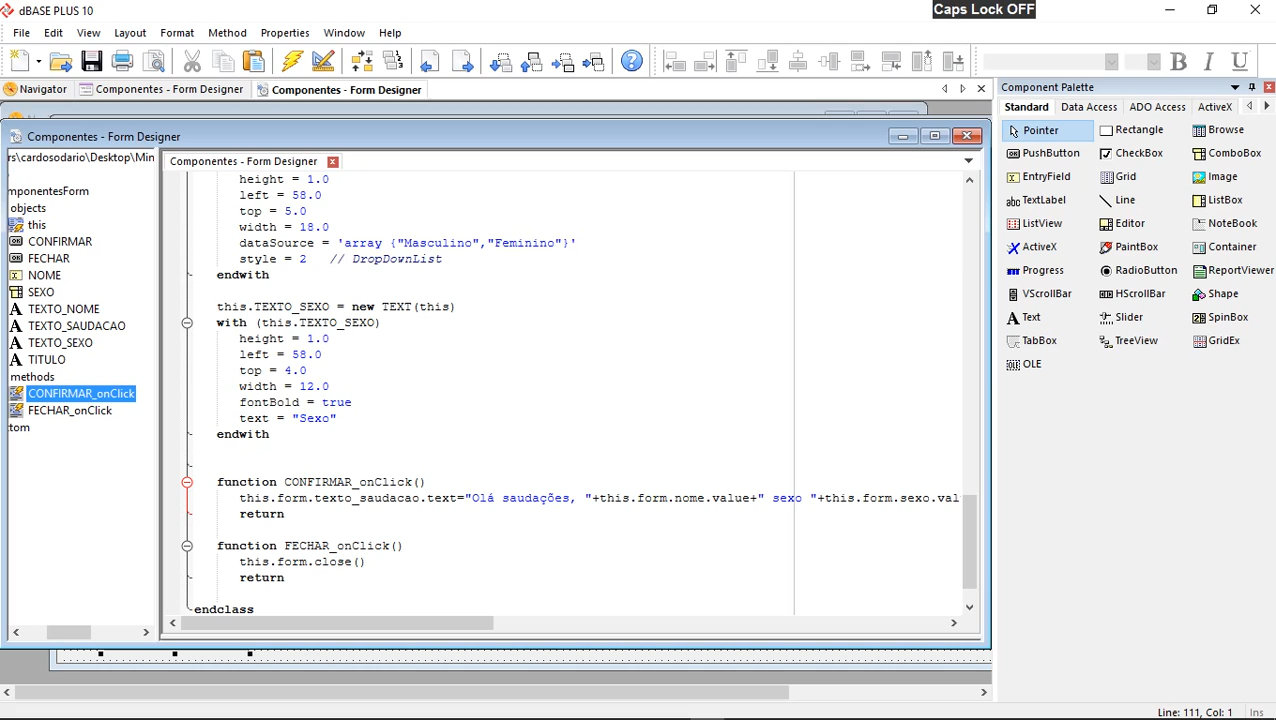 dBASE PLUS 10
Caps Lock OFF
File Edit View Layout Format Method Properties Window Help
B I U
Navigator Componentes - Form Designer Componentes - Form Designer
Component Palette
Standard Data Access ADO Access ActiveX
Pointer Rectangle Browse
PushButton CheckBox ComboBox
EntryField Grid Image
TextLabel Line ListBox
ListView Editor NoteBook
ActiveX PaintBox Container
Progress RadioButton ReportViewer
VScrollBar HScrollBar Shape
Text Slider SpinBox
TabBox TreeView GridEx
OLE
Componentes - Form Designer
rs\cardosodario\Desktop\Min
mponentesForm
objects
this
CONFIRMAR
FECHAR
NOME
SEXO
TEXTO_NOME
TEXTO_SAUDACAO
TEXTO_SEXO
TITULO
methods
CONFIRMAR_onClick
FECHAR_onClick
tom
Componentes - Form Designer
height = 1.0
left = 58.0
top = 5.0
width = 18.0
dataSource = 'array {"Masculino","Feminino"}'
style = 2 // DropDownList
endwith
this.TEXTO_SEXO = new TEXT(this)
with (this.TEXTO_SEXO)
height = 1.0
left = 58.0
top = 4.0
width = 12.0
fontBold = true
text = "Sexo"
endwith
function CONFIRMAR_onClick()
this.form.texto_saudacao.text="Olá saudações, "+this.form.nome.value+" sexo "+this.form.sexo.val
return
function FECHAR_onClick()
this.form.close()
return
endclass
Line: 111, Col: 1 Ins